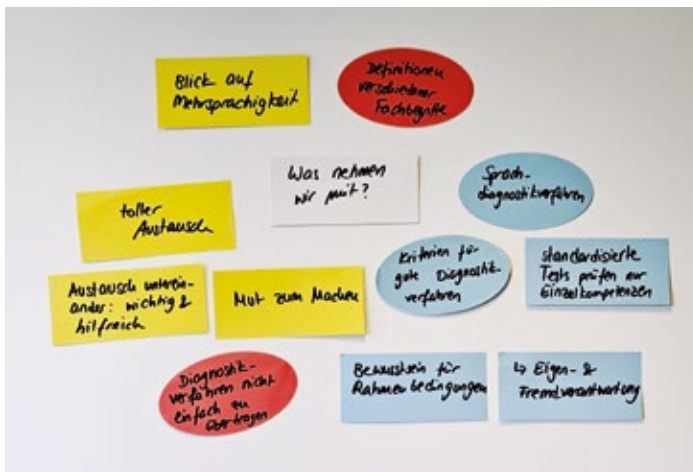 Blick auf
Mehrsprachigkeit
Definitionen
verschiedener
Fachbegriffe
Was nehmen
wir mit?
Sprach-
diagnostikverfahren
toller
Austausch
Kriterien für
gute Diagnostik-
verfahren
standardisierte
Tests prüfen nur
Einzelkompetenzen
Austausch unterein-
ander: wichtig &
hilfreich
Mut zum Machen
Diagnostik-
verfahren nicht
einfach zu
übertragen
Bewusstsein für
Rahmenbedingungen
↳ Eigen- &
Fremdverantwortung